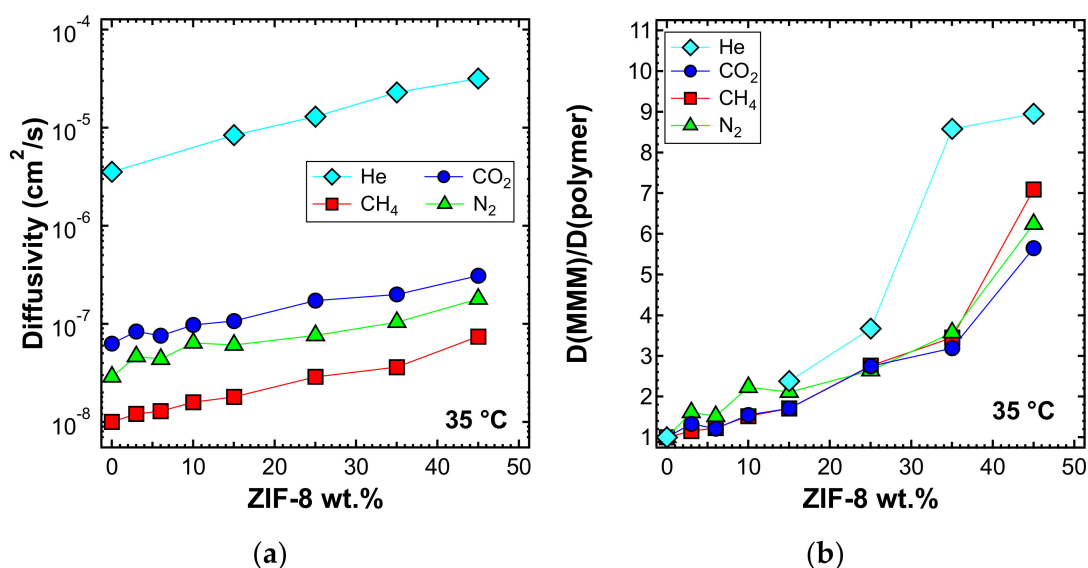 10⁻⁴
10⁻⁵
10⁻⁶
10⁻⁷
10⁻⁸
Diffusivity (cm²/s)
He
CO₂
CH₄
N₂
35 °C
0 10 20 30 40 50
ZIF-8 wt.%
(a)
11
10
9
8
7
6
5
4
3
2
1
D(MMM)/D(polymer)
He
CO₂
CH₄
N₂
35 °C
0 10 20 30 40 50
ZIF-8 wt.%
(b)